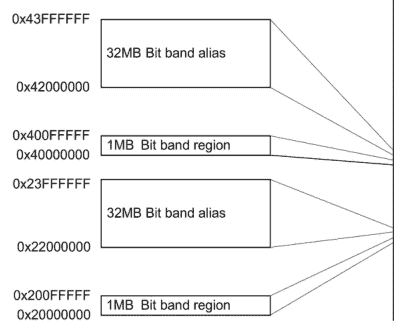 0x43FFFFFF
32MB Bit band alias
0x42000000
0x400FFFFF
1MB Bit band region
0x40000000
0x23FFFFFF
32MB Bit band alias
0x22000000
0x200FFFFF
1MB Bit band region
0x20000000